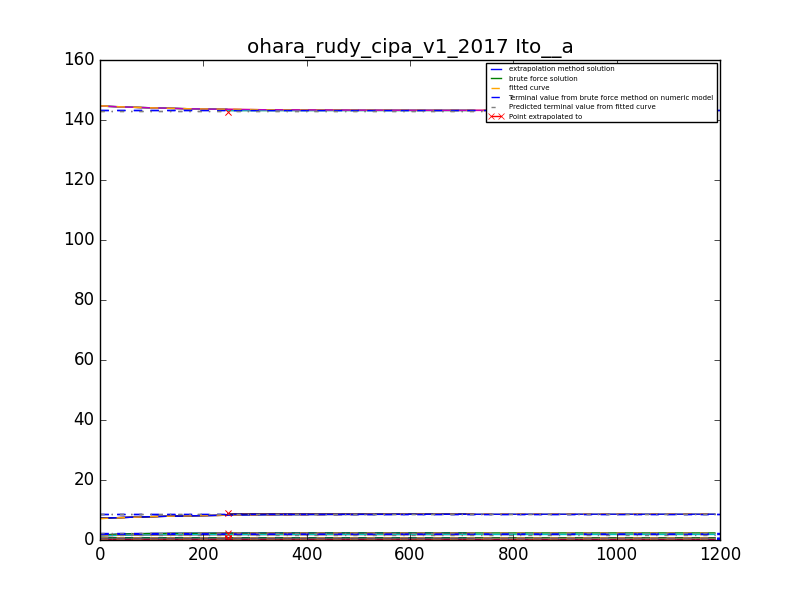 ohara_rudy_cipa_v1_2017 Ito__a
160
140
120
100
80
60
40
20
0
extrapolation method solution
brute force solution
fitted curve
Terminal value from brute force method on numeric model
Predicted terminal value from fitted curve
Point extrapolated to
0 200 400 600 800 1000 1200